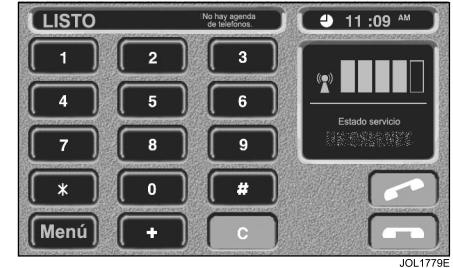 LISTO No hay agenda
de telefonos.
11 :09 AM
1 2 3
4 5 6
Estado servicio
7 8 9
* 0 #
Menú + C
JOL1779E